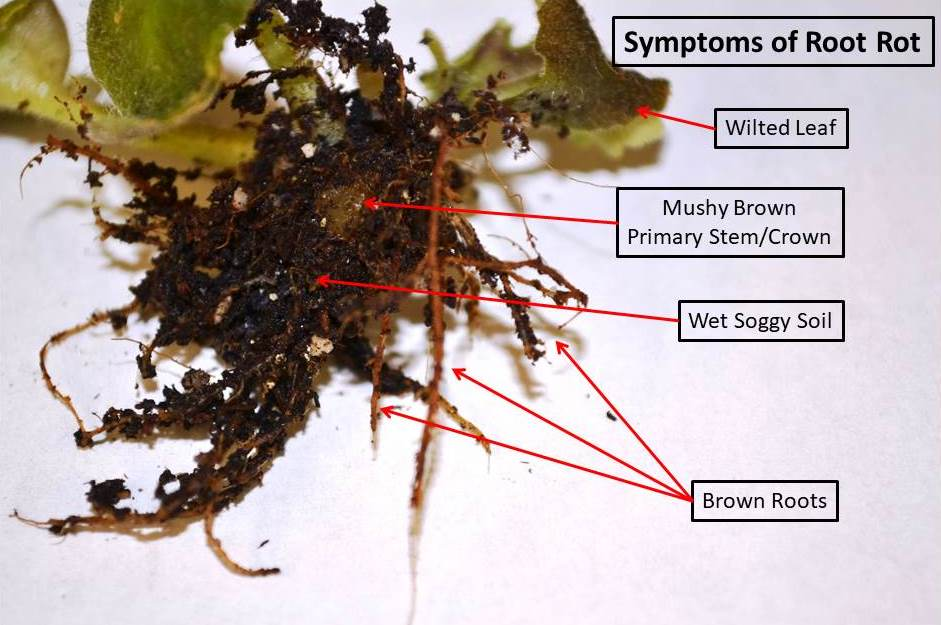 Symptoms of Root Rot
Wilted Leaf
Mushy Brown
Primary Stem/Crown
Wet Soggy Soil
Brown Roots